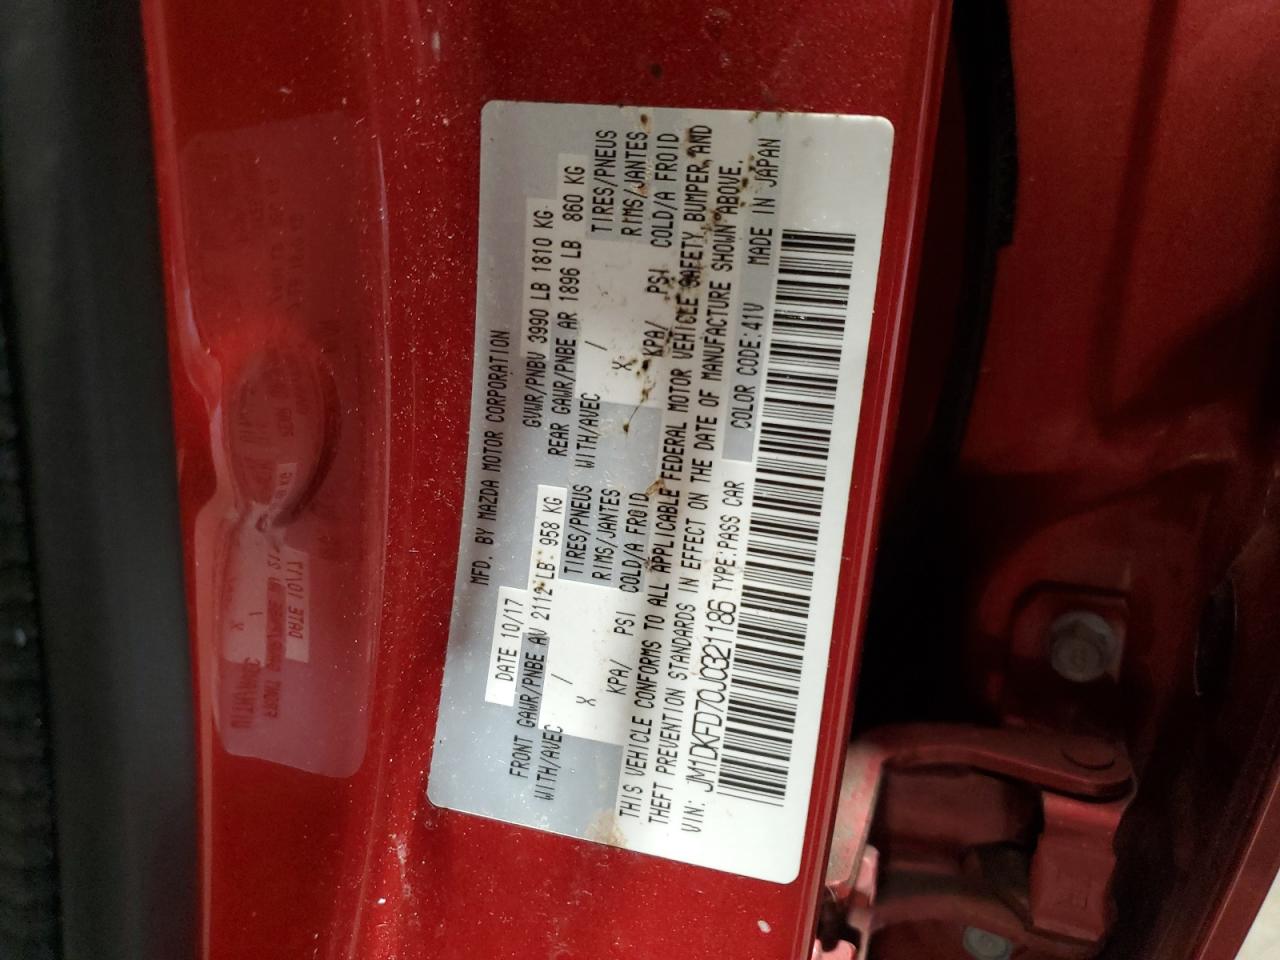 MFD. BY MAZDA MOTOR CORPORATION
DATE 10/17 GVWR/PNBV 3990 LB 1810 KG
FRONT GAWR/PNBE AV 2112 LB 958 KG REAR GAWR/PNBE AR 1896 LB 860 KG
WITH/AVEC TIRES/PNEUS WITH/AVEC TIRES/PNEUS
X / RIMS/JANTES X / RIMS/JANTES
KPA/ PSI COLD/A FROID KPA/ PSI COLD/A FROID
THIS VEHICLE CONFORMS TO ALL APPLICABLE FEDERAL MOTOR VEHICLE SAFETY, BUMPER, AND
THEFT PREVENTION STANDARDS IN EFFECT ON THE DATE OF MANUFACTURE SHOWN ABOVE.
VIN: JM1DKFD70J0321186 TYPE:PASS CAR COLOR CODE:41V MADE IN JAPAN